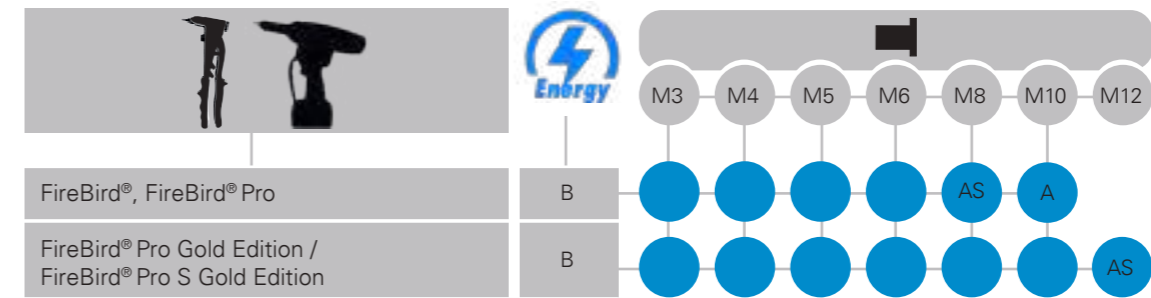 Energy
M3 M4 M5 M6 M8 M10 M12
FireBird®, FireBird® Pro B AS A
FireBird® Pro Gold Edition /
FireBird® Pro S Gold Edition B AS